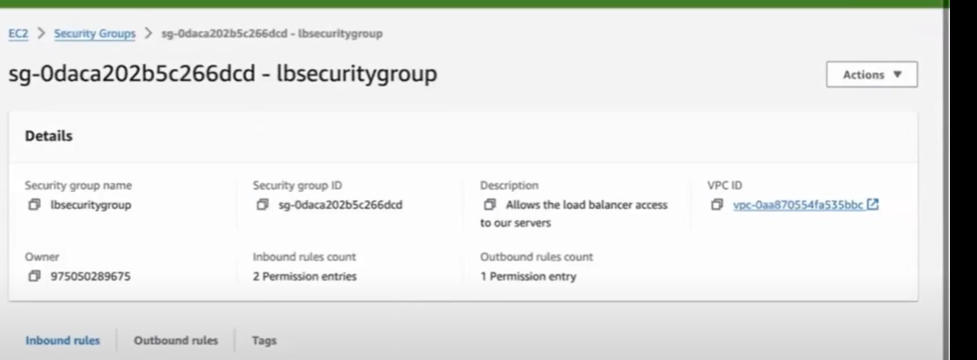 EC2 > Security Groups > sg-0daca202b5c266dcd - lbsecuritygroup
sg-0daca202b5c266dcd - lbsecuritygroup
Actions ▼
Details
Security group name
lbsecuritygroup
Security group ID
sg-0daca202b5c266dcd
Description
Allows the load balancer access
to our servers
VPC ID
vpc-0aa870554fa535bbc
Owner
975050289675
Inbound rules count
2 Permission entries
Outbound rules count
1 Permission entry
Inbound rules Outbound rules Tags